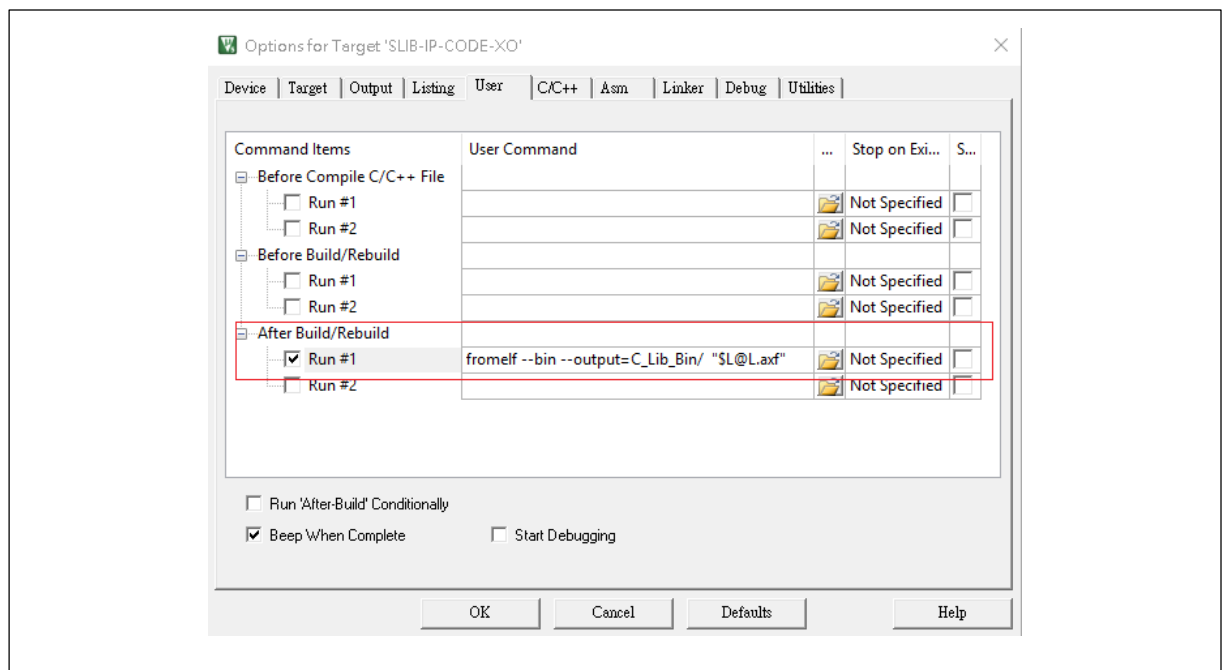 Options for Target 'SLIB-IP-CODE-XO'
Device Target Output Listing User C/C++ Asm Linker Debug Utilities
Command Items User Command ... Stop on Exi... S...
Before Compile C/C++ File
Run #1 Not Specified
Run #2 Not Specified
Before Build/Rebuild
Run #1 Not Specified
Run #2 Not Specified
After Build/Rebuild
Run #1 fromelf --bin --output=C_Lib_Bin/ "$L@L.axf" Not Specified
Run #2 Not Specified
Run 'After-Build' Conditionally
Beep When Complete Start Debugging
OK Cancel Defaults Help